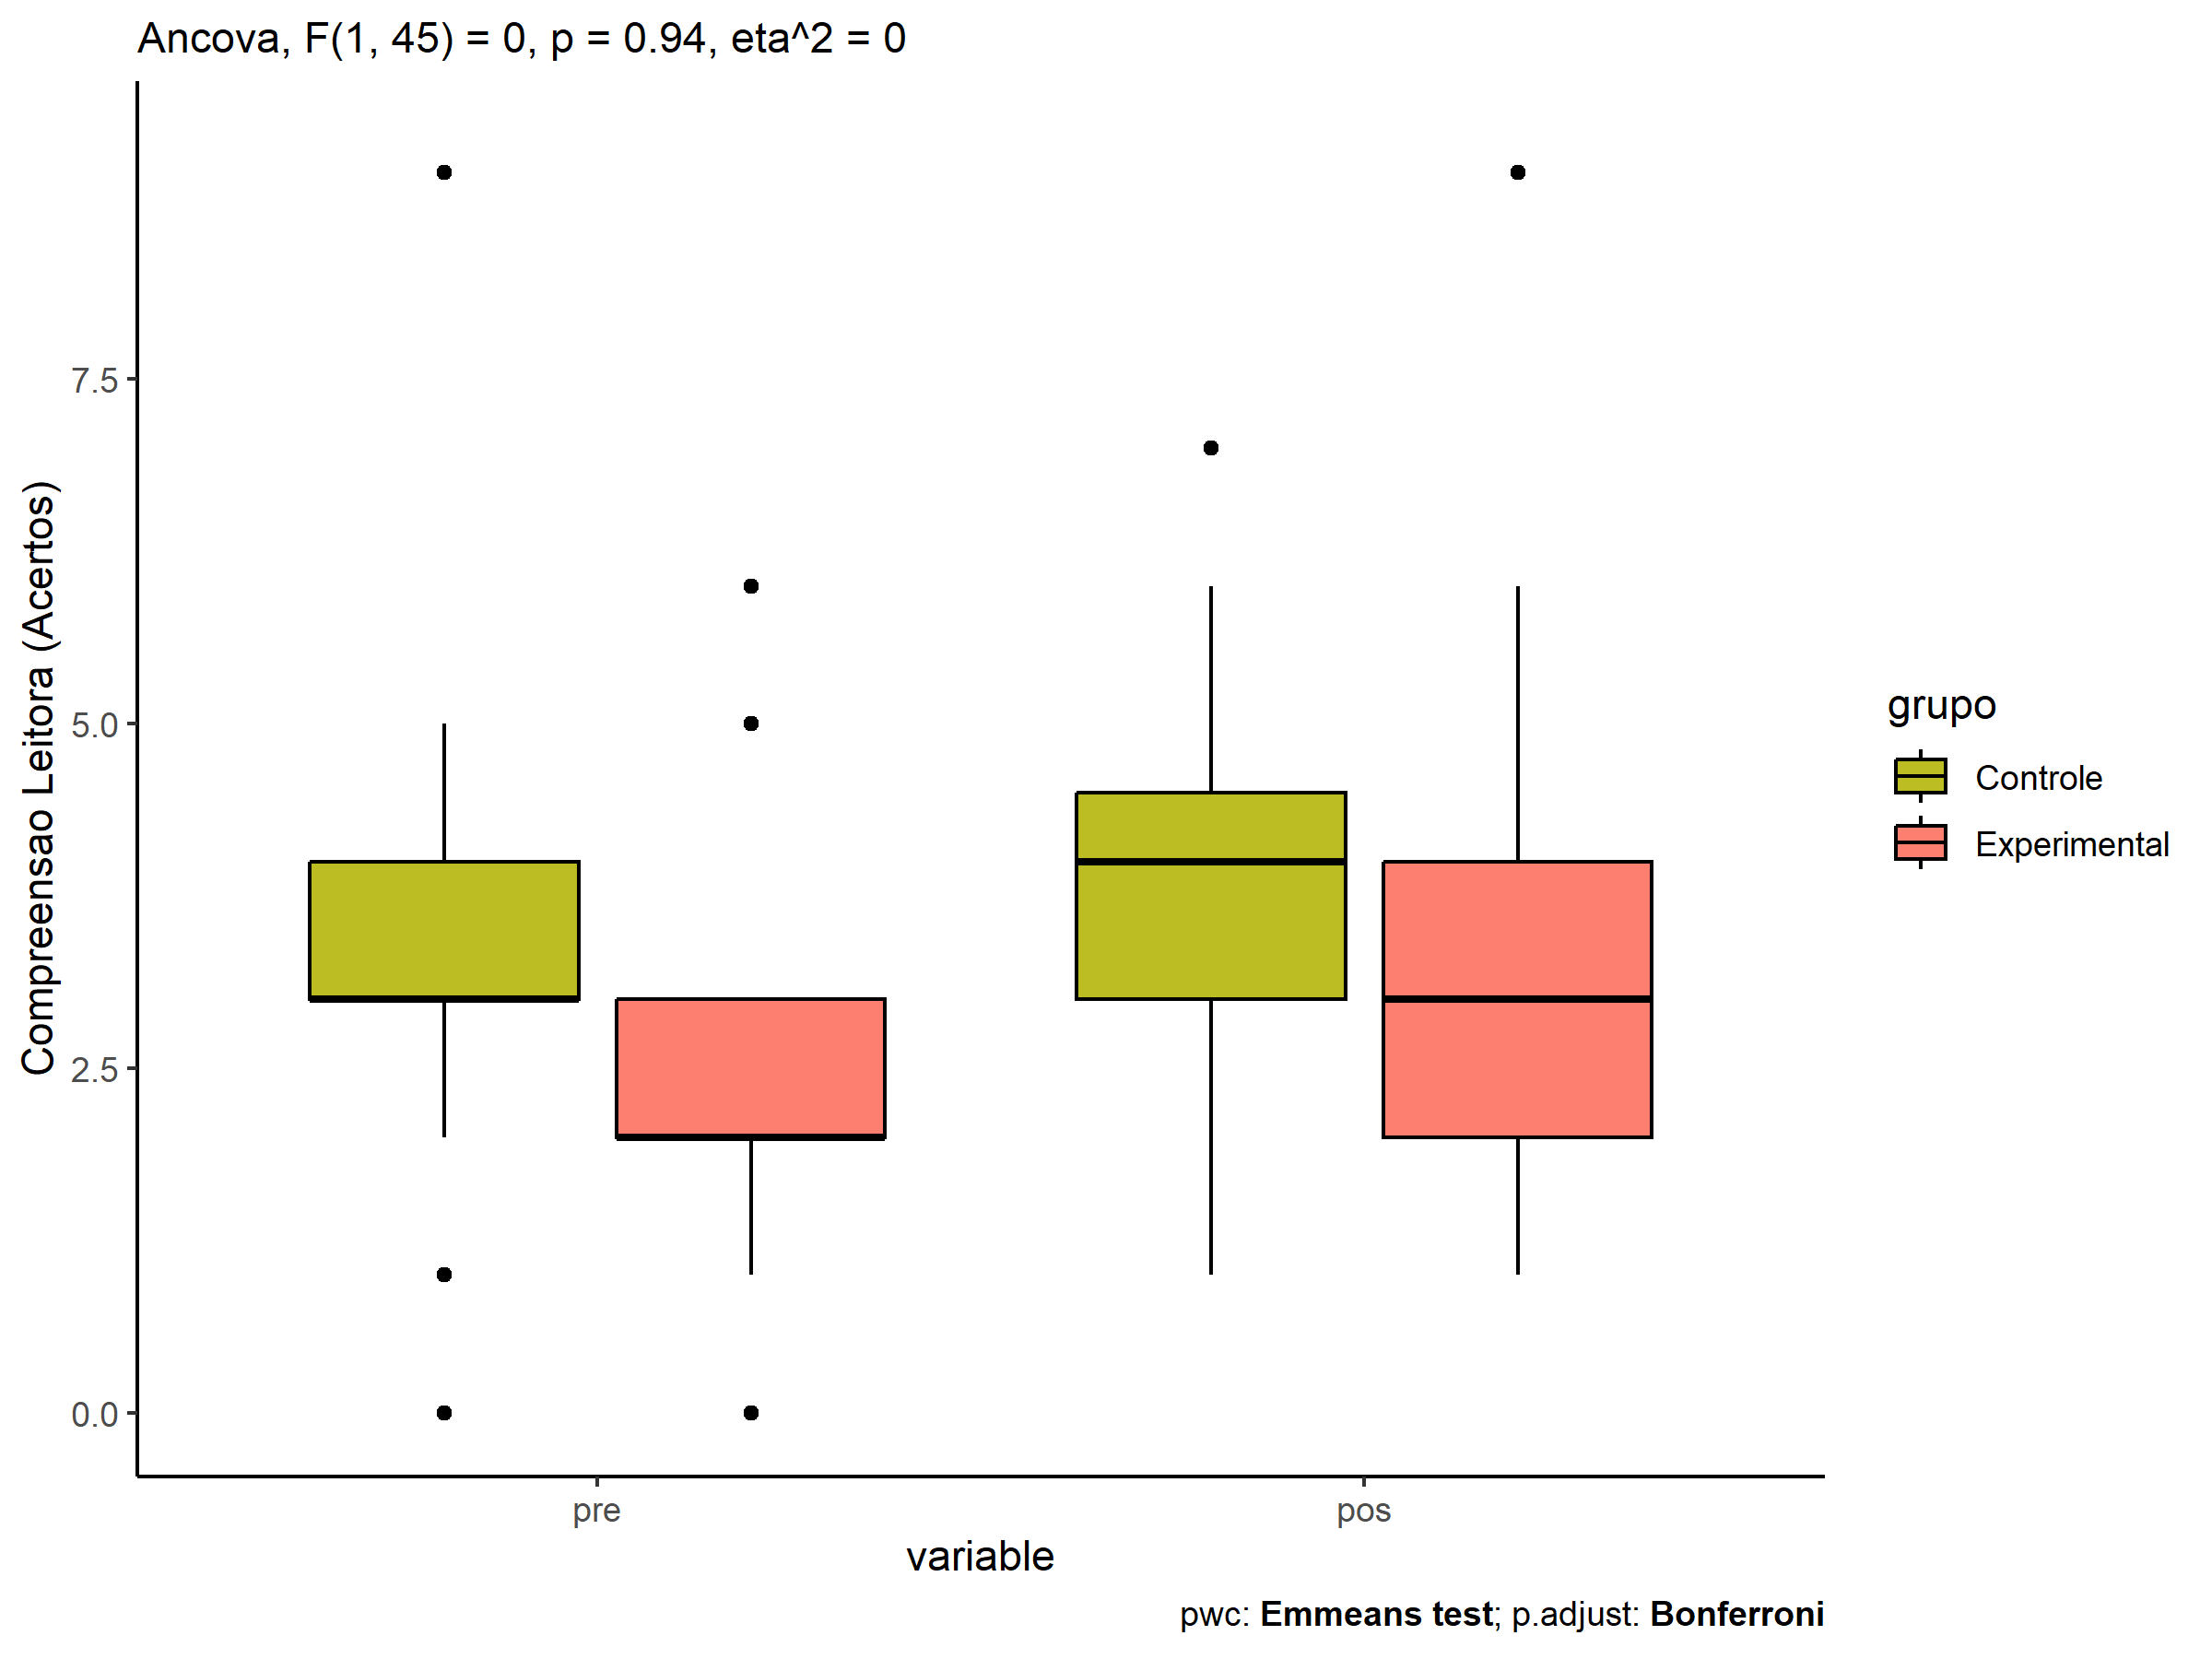 Ancova, F(1, 45) = 0, p = 0.94, eta^2 = 0
Compreensao Leitora (Acertos)
7.5
5.0
2.5
0.0
pre
pos
variable
grupo
Controle
Experimental
pwc: Emmeans test; p.adjust: Bonferroni